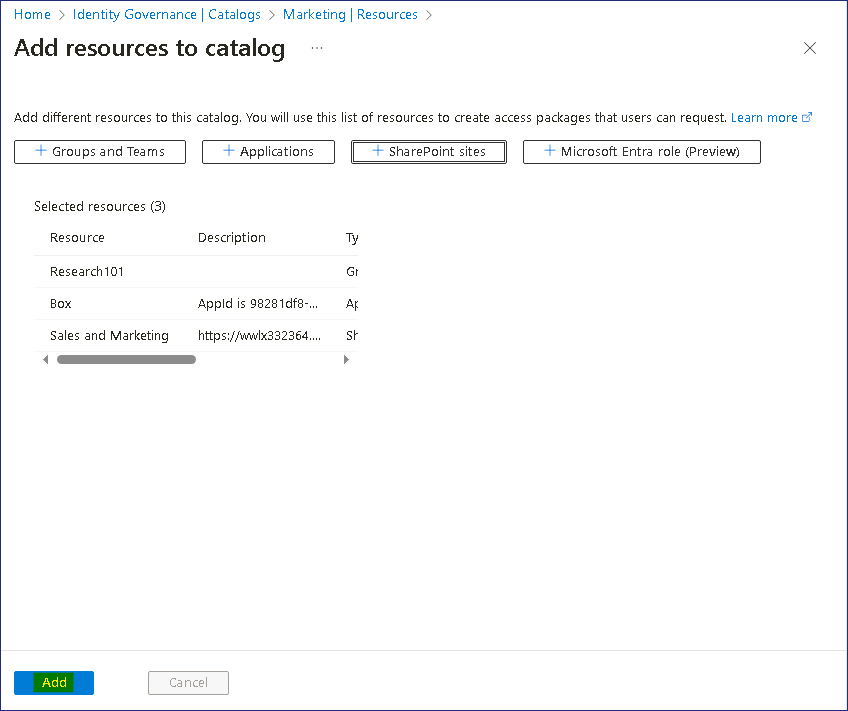 Home > Identity Governance | Catalogs > Marketing | Resources >
Add resources to catalog ...
Add different resources to this catalog. You will use this list of resources to create access packages that users can request. Learn more
+ Groups and Teams + Applications + SharePoint sites + Microsoft Entra role (Preview)
Selected resources (3)
Resource Description Ty
Research101 Gr
Box AppId is 98281df8-... Ap
Sales and Marketing https://wwlx332364.... Sh
Add Cancel